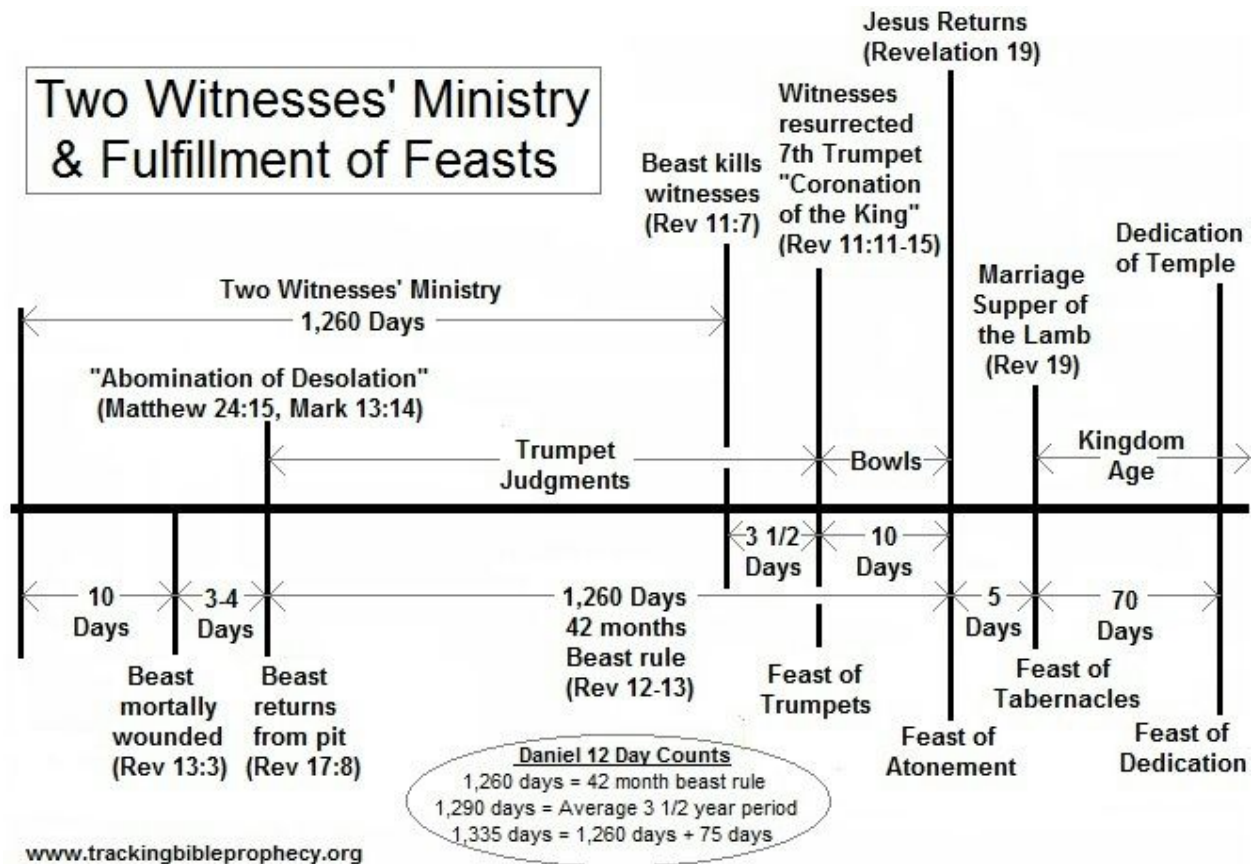 Two Witnesses' Ministry
& Fulfillment of Feasts
Jesus Returns
(Revelation 19)
Witnesses
resurrected
7th Trumpet
"Coronation
of the King"
(Rev 11:11-15)
Beast kills
witnesses
(Rev 11:7)
Dedication
of Temple
Marriage
Supper of
the Lamb
(Rev 19)
Two Witnesses' Ministry
1,260 Days
"Abomination of Desolation"
(Matthew 24:15, Mark 13:14)
Trumpet
Judgments
Bowls
Kingdom
Age
3 1/2
Days
10
Days
10
Days
3-4
Days
1,260 Days
42 months
Beast rule
(Rev 12-13)
5
Days
70
Days
Beast
mortally
wounded
(Rev 13:3)
Beast
returns
from pit
(Rev 17:8)
Feast of
Trumpets
Feast of
Atonement
Feast of
Tabernacles
Feast of
Dedication
Daniel 12 Day Counts
1,260 days = 42 month beast rule
1,290 days = Average 3 1/2 year period
1,335 days = 1,260 days + 75 days
www.trackingbibleprophecy.org